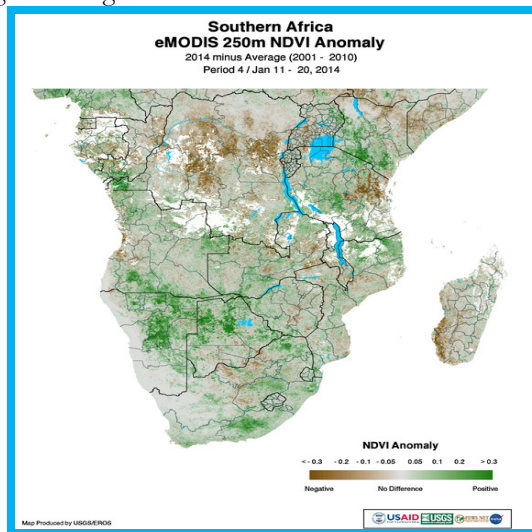 Southern Africa
eMODIS 250m NDVI Anomaly
2014 minus Average (2001 - 2010)
Period 4 / Jan 11 - 20, 2014
NDVI Anomaly
< - 0.3 - 0.2 - 0.1 - 0.05 0.05 0.1 0.2 > 0.3
Negative No Difference Positive
Map Produced by USGS/EROS
USAID USGS